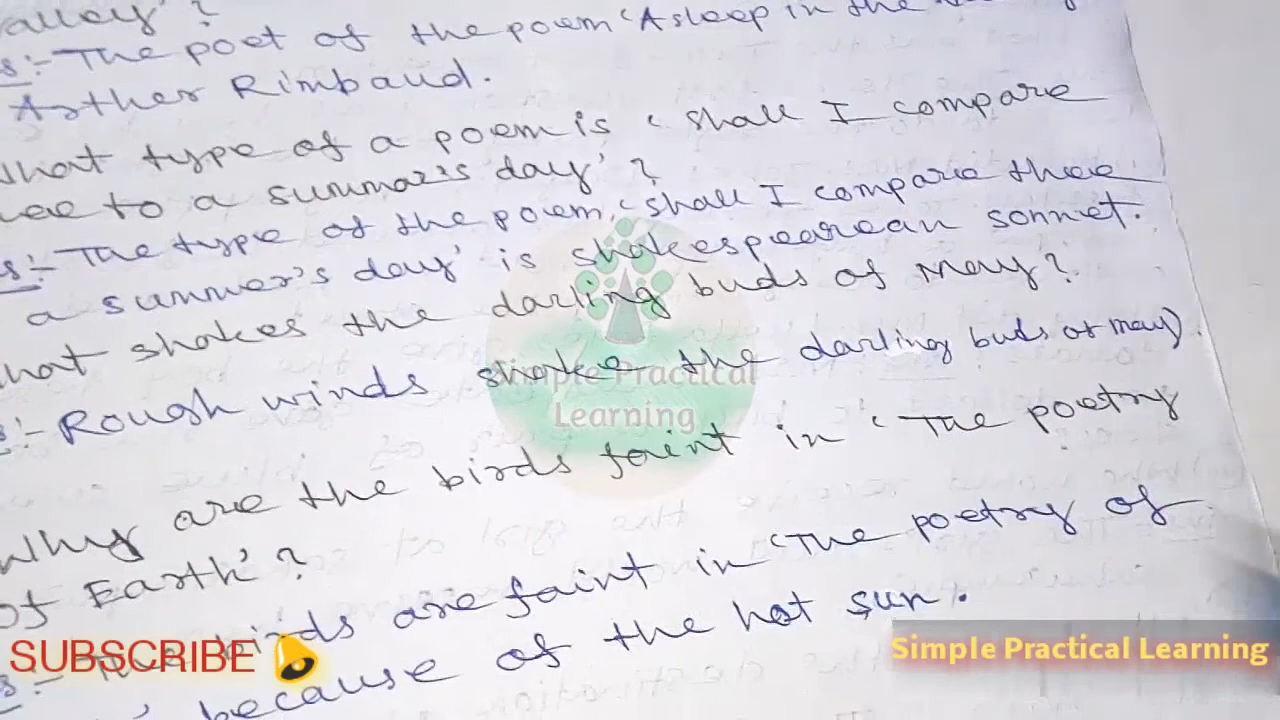 alley'?
s:- The poet of the poem 'Asleep in the
Arther Rimbaud.
What type of a poem is 'shall I compare
hee to a summar's day'?
s:- The type of the poem, 'shall I compare thee
a summer's day' is shakespearean sonnet.
What shakes the darling buds of May?
s:- Rough winds shake the darling buds of may.
Why are the birds faint in 'The poetry
of Earth'?
s:- The birds are faint in 'The poetry of
because of the hot sun.
Simple Practical
Learning
SUBSCRIBE
Simple Practical Learning